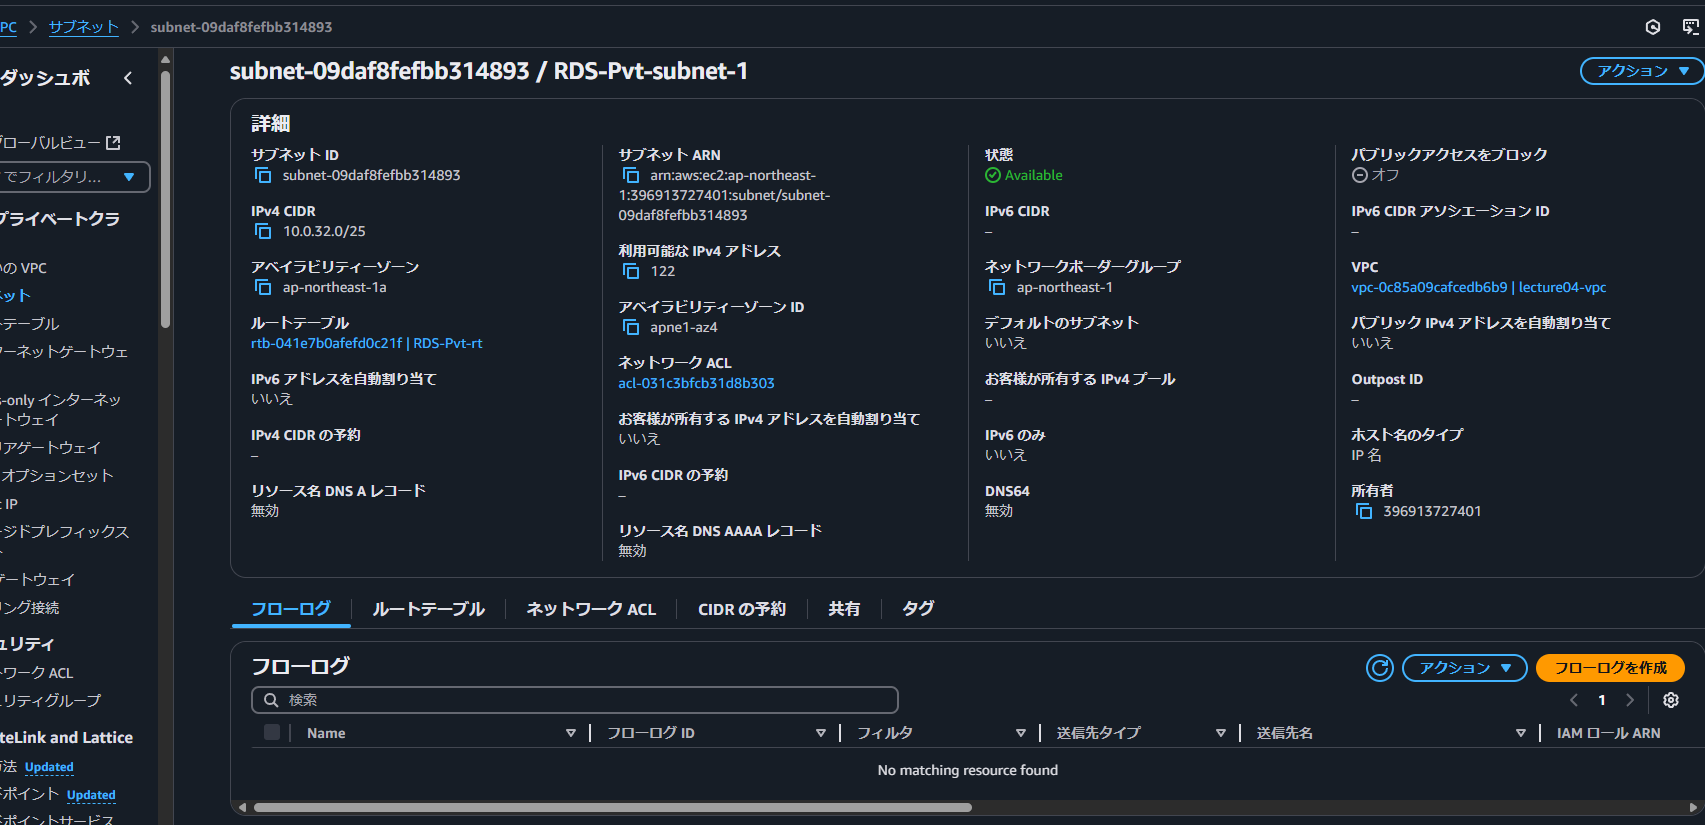 PC > サブネット > subnet-09daf8fefbb314893
ダッシュボ
グローバルビュー
でフィルタリ...
プライベートクラ
の VPC
ネット
テーブル
ターネットゲートウェ
s-only インターネッ
トウェイ
リアゲートウェイ
オプションセット
IP
ージドプレフィックス
ゲートウェイ
リング接続
ュリティ
ワーク ACL
ュリティグループ
teLink and Lattice
方法 Updated
ポイント Updated
ポイントサービス
subnet-09daf8fefbb314893 / RDS-Pvt-subnet-1
アクション
詳細
サブネット ID
subnet-09daf8fefbb314893
IPv4 CIDR
10.0.32.0/25
アベイラビリティーゾーン
ap-northeast-1a
ルートテーブル
rtb-041e7b0afefd0c21f | RDS-Pvt-rt
IPv6 アドレスを自動割り当て
いいえ
IPv4 CIDR の予約
–
リソース名 DNS A レコード
無効
サブネット ARN
arn:aws:ec2:ap-northeast-
1:396913727401:subnet/subnet-
09daf8fefbb314893
利用可能な IPv4 アドレス
122
アベイラビリティーゾーン ID
apne1-az4
ネットワーク ACL
acl-031c3bfcb31d8b303
お客様が所有する IPv4 アドレスを自動割り当て
いいえ
IPv6 CIDR の予約
–
リソース名 DNS AAAA レコード
無効
状態
Available
IPv6 CIDR
–
ネットワークボーダーグループ
ap-northeast-1
デフォルトのサブネット
いいえ
お客様が所有する IPv4 プール
–
IPv6 のみ
いいえ
DNS64
無効
パブリックアクセスをブロック
オフ
IPv6 CIDR アソシエーション ID
–
VPC
vpc-0c85a09cafcedb6b9 | lecture04-vpc
パブリック IPv4 アドレスを自動割り当て
いいえ
Outpost ID
–
ホスト名のタイプ
IP 名
所有者
396913727401
フローログ ルートテーブル ネットワーク ACL CIDR の予約 共有 タグ
フローログ
アクション フローログを作成
検索
1
Name フローログ ID フィルタ 送信先タイプ 送信先名 IAM ロール ARN
No matching resource found